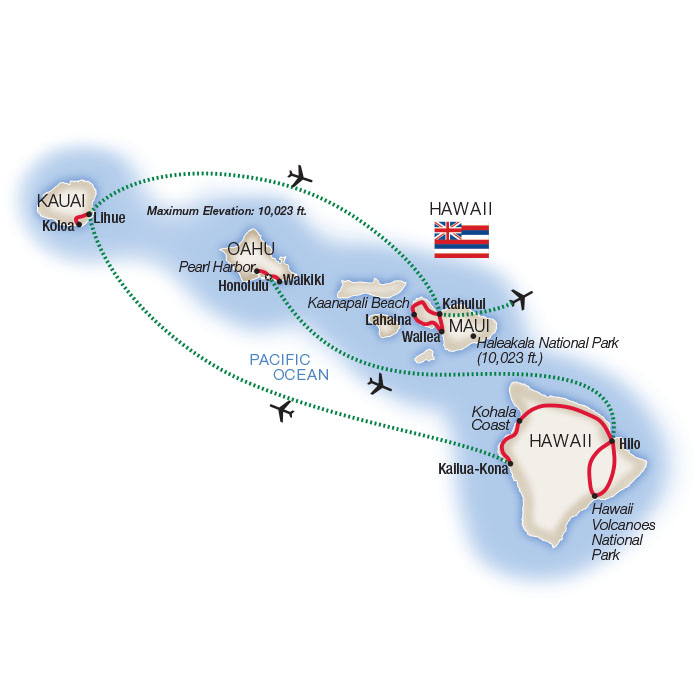 KAUAI
Koloa
Lihue
Maximum Elevation: 10,023 ft.
HAWAII
OAHU
Pearl Harbor
Honolulu
Waikiki
Kaanapali Beach
Kahului
Lahaina
MAUI
Wailea
Haleakala National Park
(10,023 ft.)
PACIFIC
OCEAN
Kohala
Coast
HAWAII
Hilo
Kailua-Kona
Hawaii
Volcanoes
National
Park